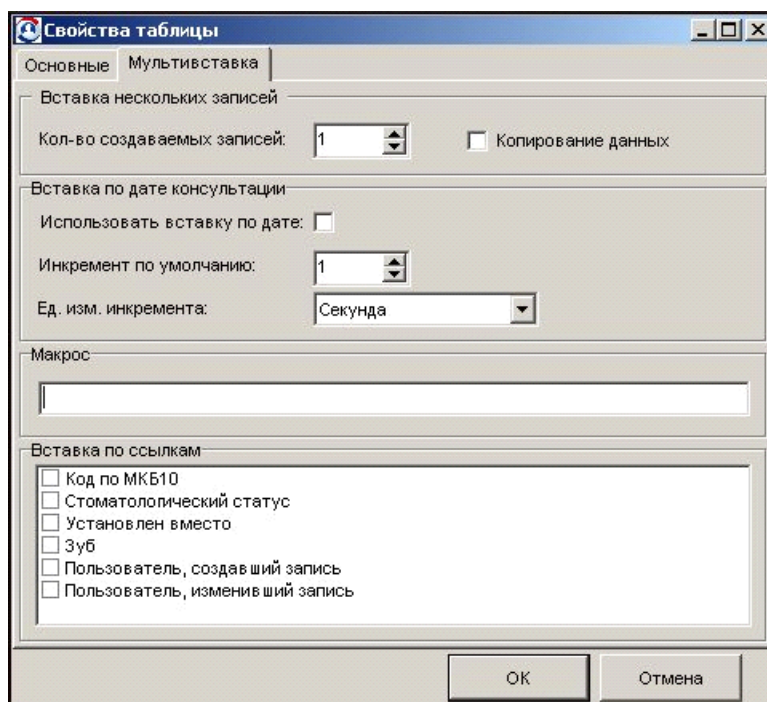 Свойства таблицы
Основные Мультивставка
Вставка нескольких записей
Кол-во создаваемых записей: 1 Копирование данных
Вставка по дате консультации
Использовать вставку по дате:
Инкремент по умолчанию: 1
Ед. изм. инкремента: Секунда
Макрос
Вставка по ссылкам
Код по МКБ10
Стоматологический статус
Установлен вместо
Зуб
Пользователь, создавший запись
Пользователь, изменивший запись
ОК Отмена